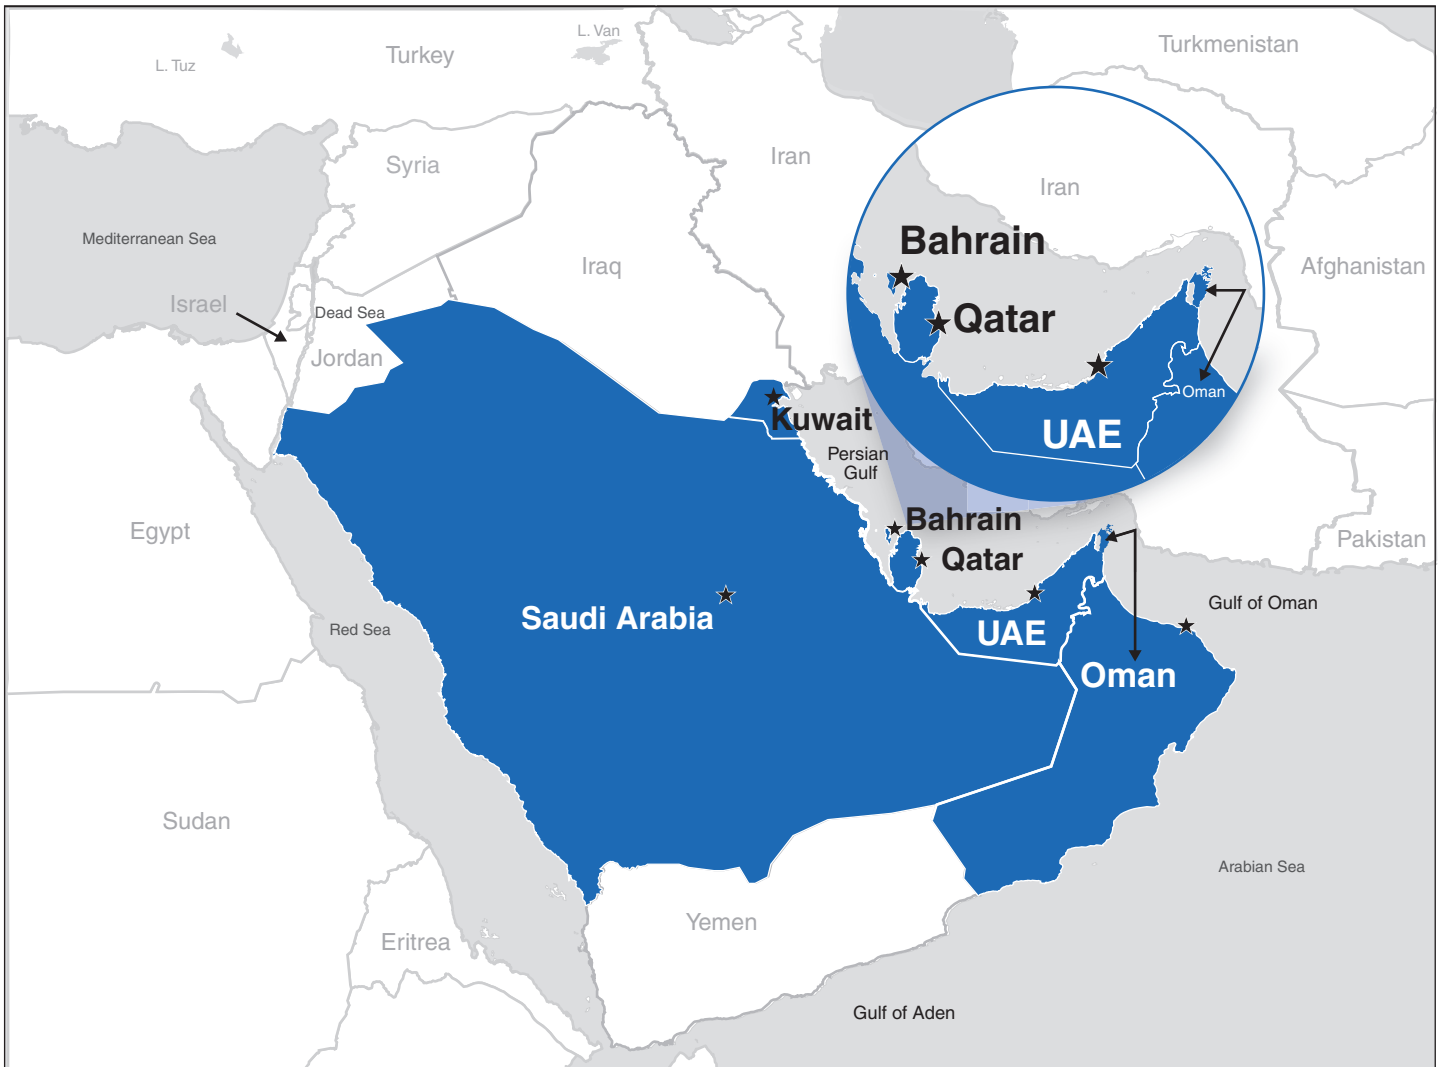 L. Van
Turkmenistan
Turkey
L. Tuz
Iran
Syria
Iran
Mediterranean Sea
Bahrain
Iraq
Afghanistan
Israel
Dead Sea
Qatar
Jordan
Oman
Kuwait
UAE
Persian
Gulf
Bahrain
Egypt
Pakistan
Qatar
Gulf of Oman
Saudi Arabia
Red Sea
UAE
Oman
Sudan
Arabian Sea
Yemen
Eritrea
Gulf of Aden